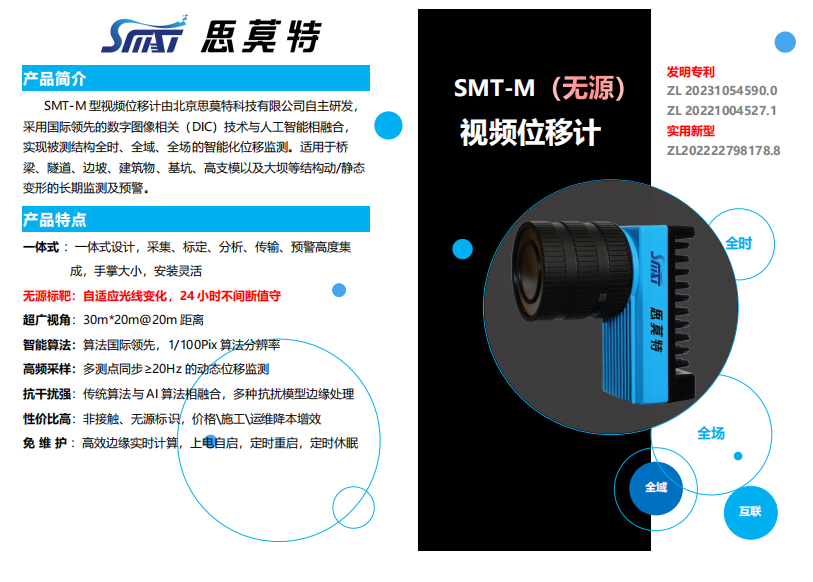 SMAT 思莫特
产品简介
SMT-M 型视频位移计由北京思莫特科技有限公司自主研发,
采用国际领先的数字图像相关（DIC）技术与人工智能相融合,
实现被测结构全时、全域、全场的智能化位移监测。适用于桥
梁、隧道、边坡、建筑物、基坑、高支模以及大坝等结构动/静态
变形的长期监测及预警。
产品特点
一体式 ：一体式设计，采集、标定、分析、传输、预警高度集
成，手掌大小，安装灵活
无源标靶：自适应光线变化，24 小时不间断值守
超广视角：30m*20m@20m 距离
智能算法：算法国际领先，1/100Pix 算法分辨率
高频采样：多测点同步≥20Hz 的动态位移监测
抗干扰强：传统算法与 AI 算法相融合，多种抗扰模型边缘处理
性价比高：非接触、无源标识，价格\施工\运维降本增效
免 维 护 ：高效边缘实时计算，上电自启，定时重启，定时休眠
SMT-M（无源）
视频位移计
发明专利
ZL 20231054590.0
ZL 20221004527.1
实用新型
ZL202222798178.8
全时
SMAT 思莫特
全场
全域
互联